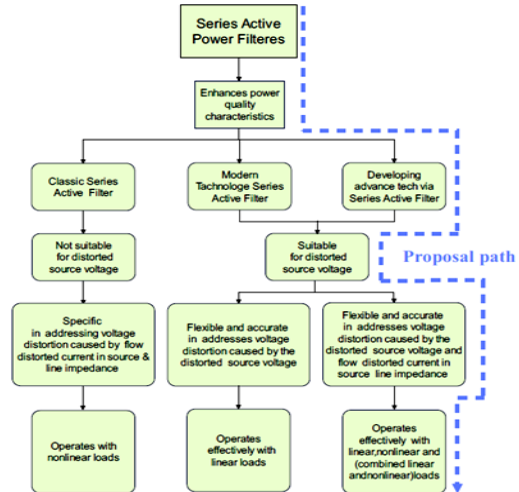 Series Active
Power Filteres
Enhances power
quality
characteristics
Classic Series
Active Filter
Modern
Tachnologe Series
Active Filter
Developing
advance tech via
Series Active Filter
Not suitable
for distorted
source voltage
Suitable
for distorted
source voltage
Proposal path
Specific
in addressing voltage
distortion caused by flow
distorted current in source &
line impedance
Flexible and accurate
in addresses voltage
distortion caused by the
distorted source voltage
Flexible and accurate
in addresses voltage
distortion caused by the
distorted source voltage and
flow distorted current in
source line impedance
Operates with
nonlinear loads
Operates
effectively with
linear loads
Operates
effectively with
linear,nonlinear and
(combined linear
andnonlinear)loads